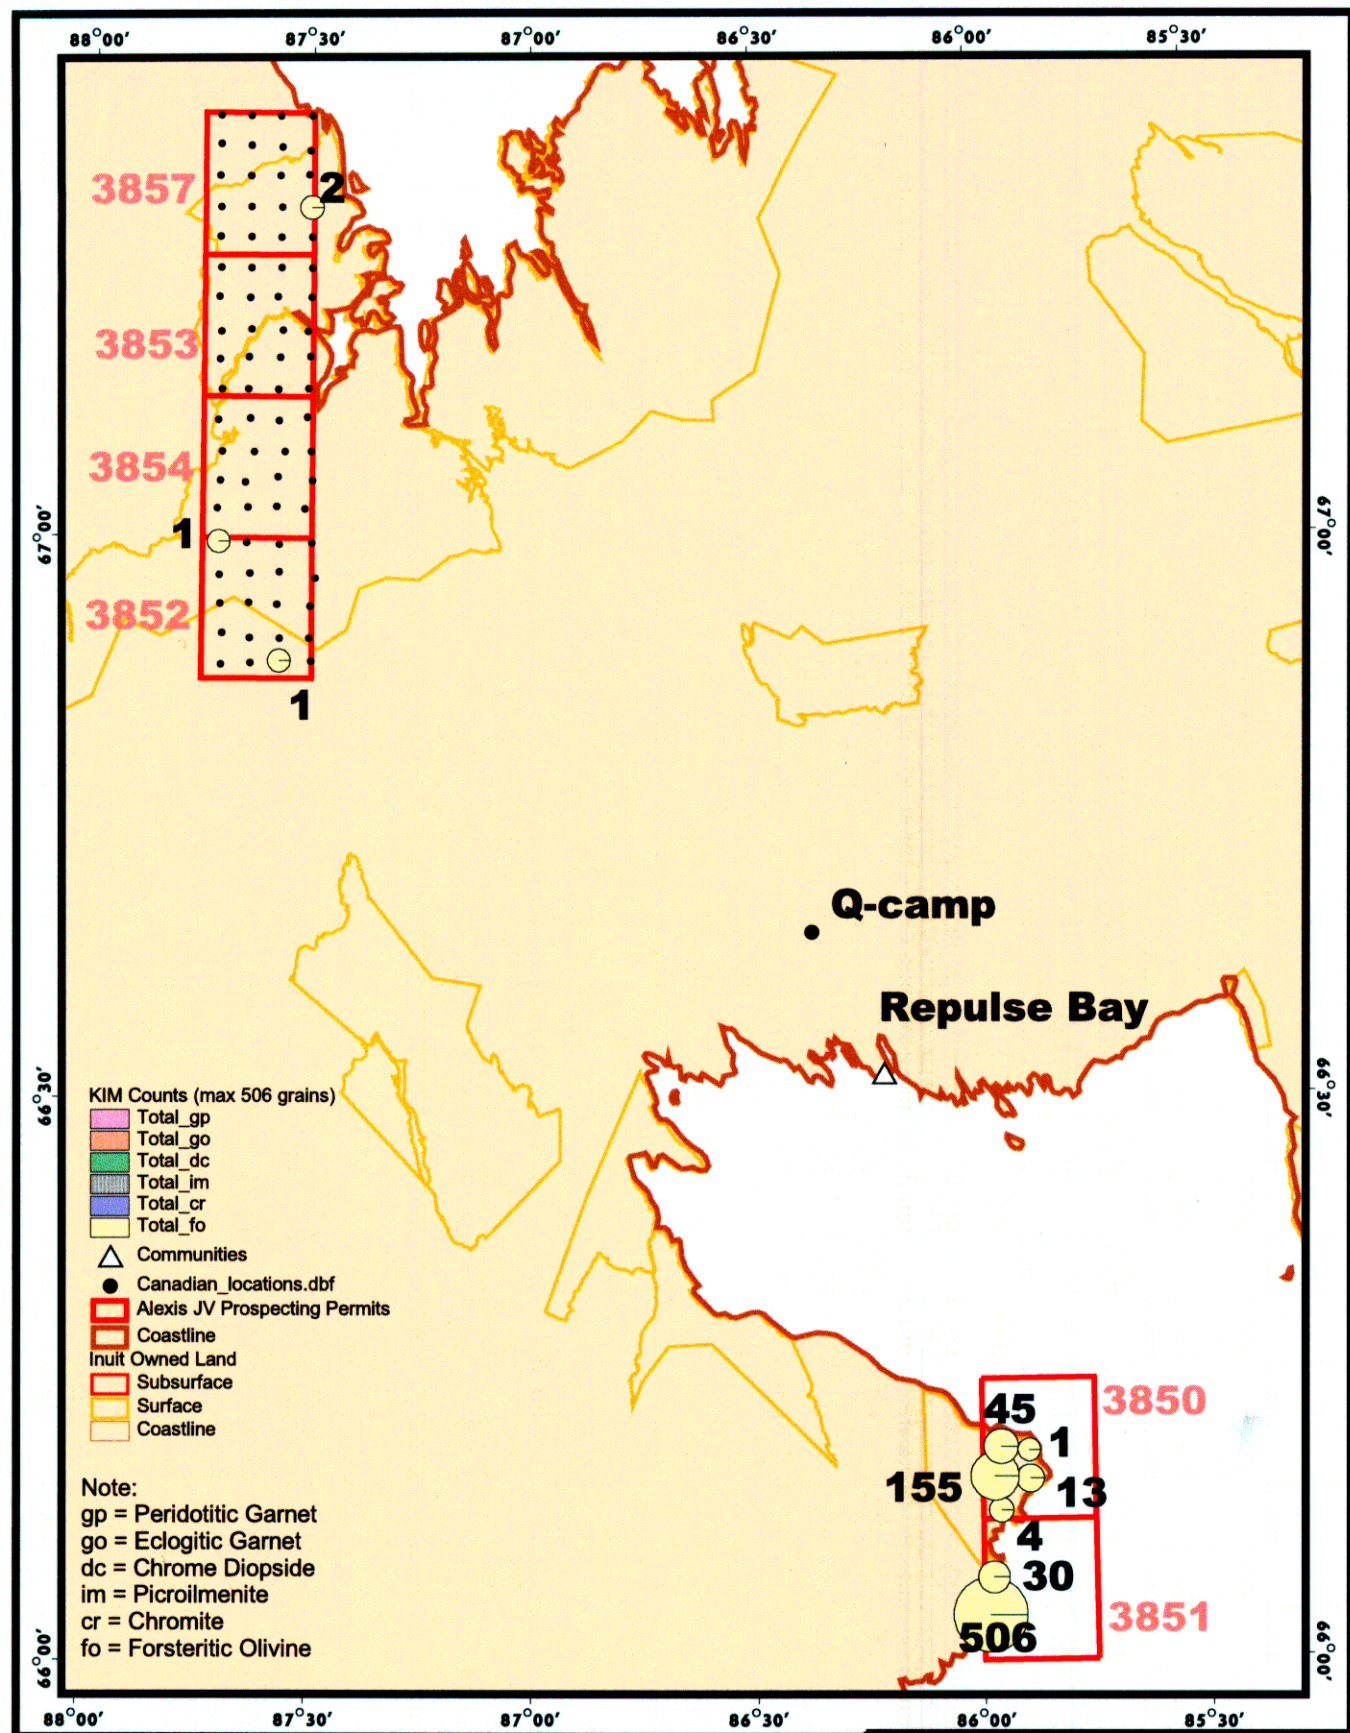 88°00′ 87°30′ 87°00′ 86°30′ 86°00′ 85°30′
3857
2
3853
3854
1
67°00′ 67°00′
3852
1
Q-camp
Repulse Bay
66°30′ 66°30′
KIM Counts (max 506 grains)
Total_gp
Total_go
Total_dc
Total_im
Total_cr
Total_fo
Communities
Canadian_locations.dbf
Alexis JV Prospecting Permits
Coastline
Inuit Owned Land
Subsurface
Surface
Coastline
3850
45
1
155
13
4
30
3851
506
Note:
gp = Peridotitic Garnet
go = Eclogitic Garnet
dc = Chrome Diopside
im = Picroilmenite
cr = Chromite
fo = Forsteritic Olivine
66°00′ 66°00′
88°00′ 87°30′ 87°00′ 86°30′ 86°00′ 85°30′